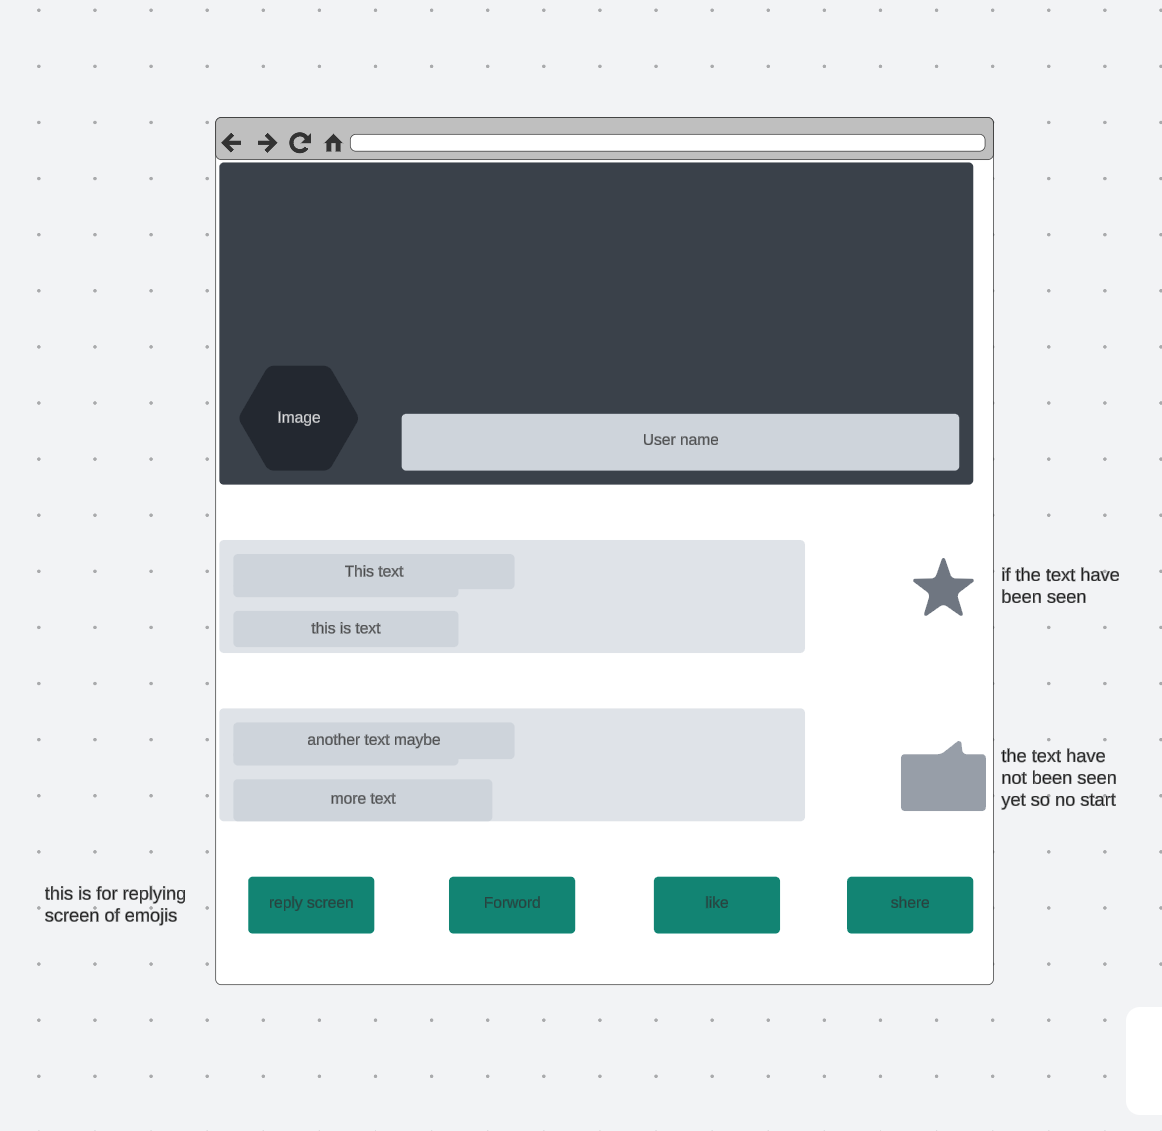 Image
User name
This text
this is text
if the text have
been seen
another text maybe
more text
the text have
not been seen
yet so no start
this is for replying
screen of emojis
reply screen
Forword
like
shere